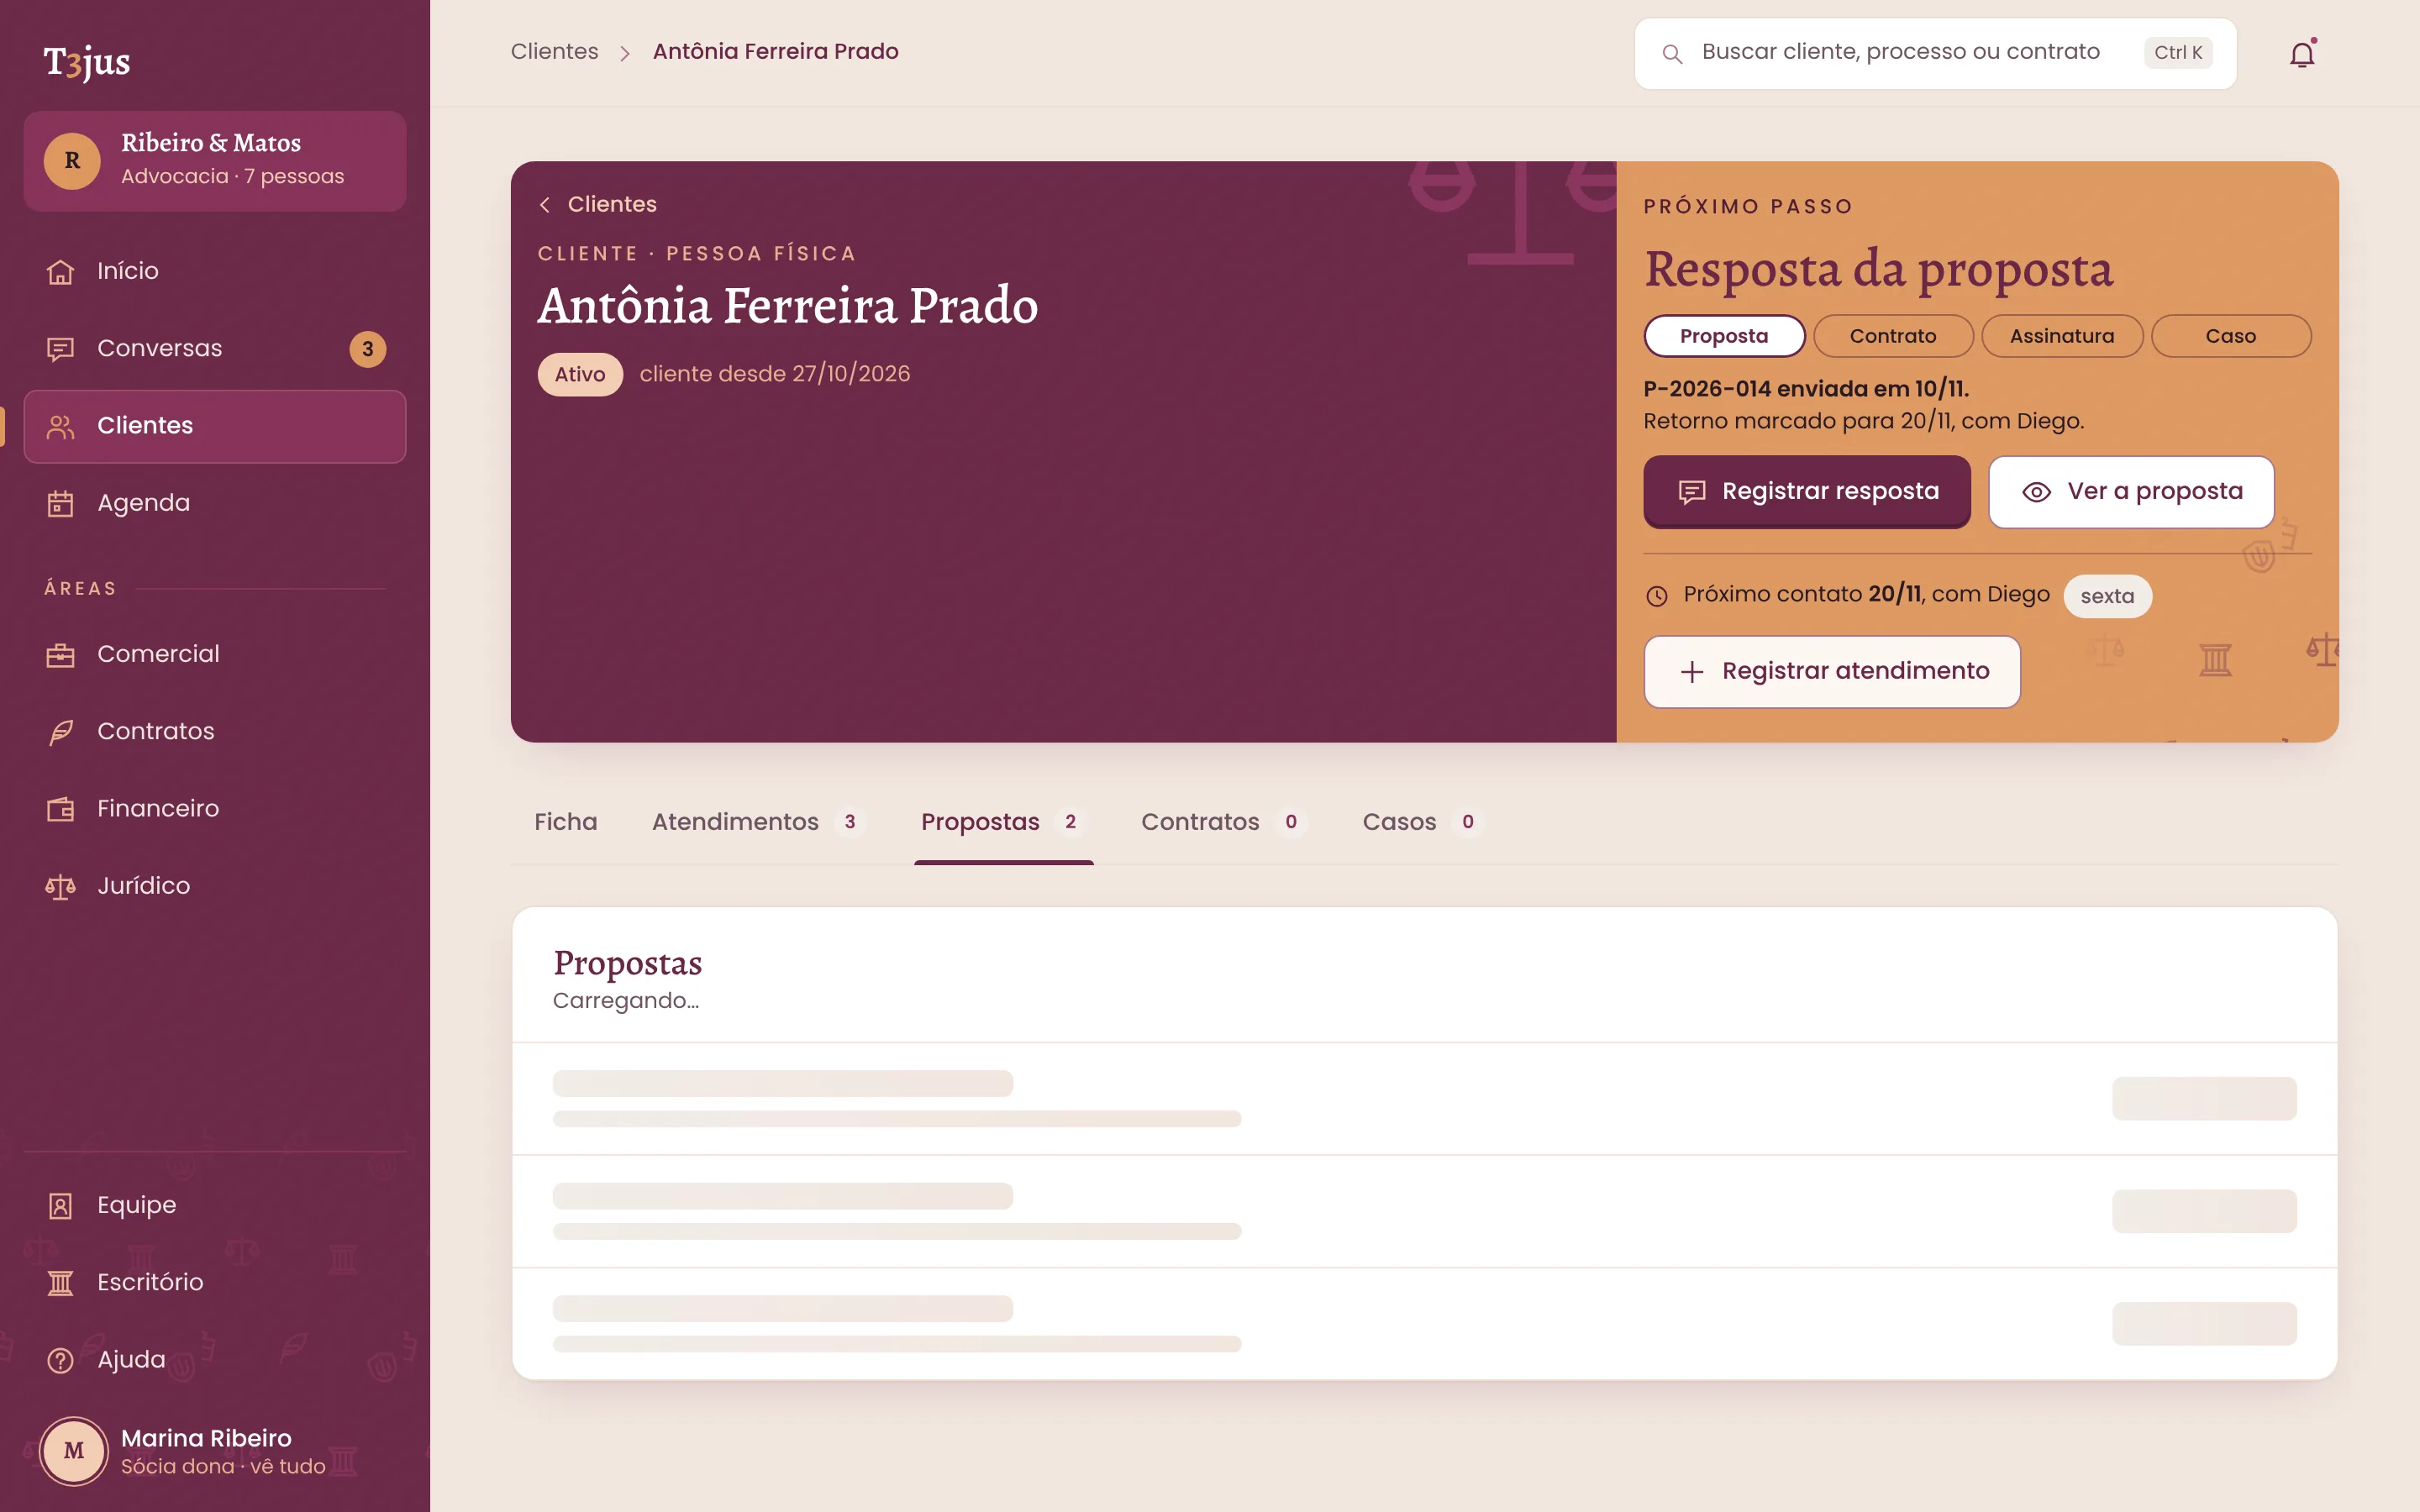 T3jus
R
Ribeiro & Matos
Advocacia · 7 pessoas
Início
Conversas
3
Clientes
Agenda
ÁREAS
Comercial
Contratos
Financeiro
Jurídico
Equipe
Escritório
Ajuda
M
Marina Ribeiro
Sócia dona · vê tudo
Clientes
Antônia Ferreira Prado
Buscar cliente, processo ou contrato
Ctrl K
Clientes
CLIENTE · PESSOA FÍSICA
Antônia Ferreira Prado
Ativo
cliente desde 27/10/2026
PRÓXIMO PASSO
Resposta da proposta
Proposta
Contrato
Assinatura
Caso
P-2026-014 enviada em 10/11.
Retorno marcado para 20/11, com Diego.
Registrar resposta
Ver a proposta
Próximo contato 20/11, com Diego
sexta
Registrar atendimento
Ficha
Atendimentos 3
Propostas 2
Contratos 0
Casos 0
Propostas
Carregando...